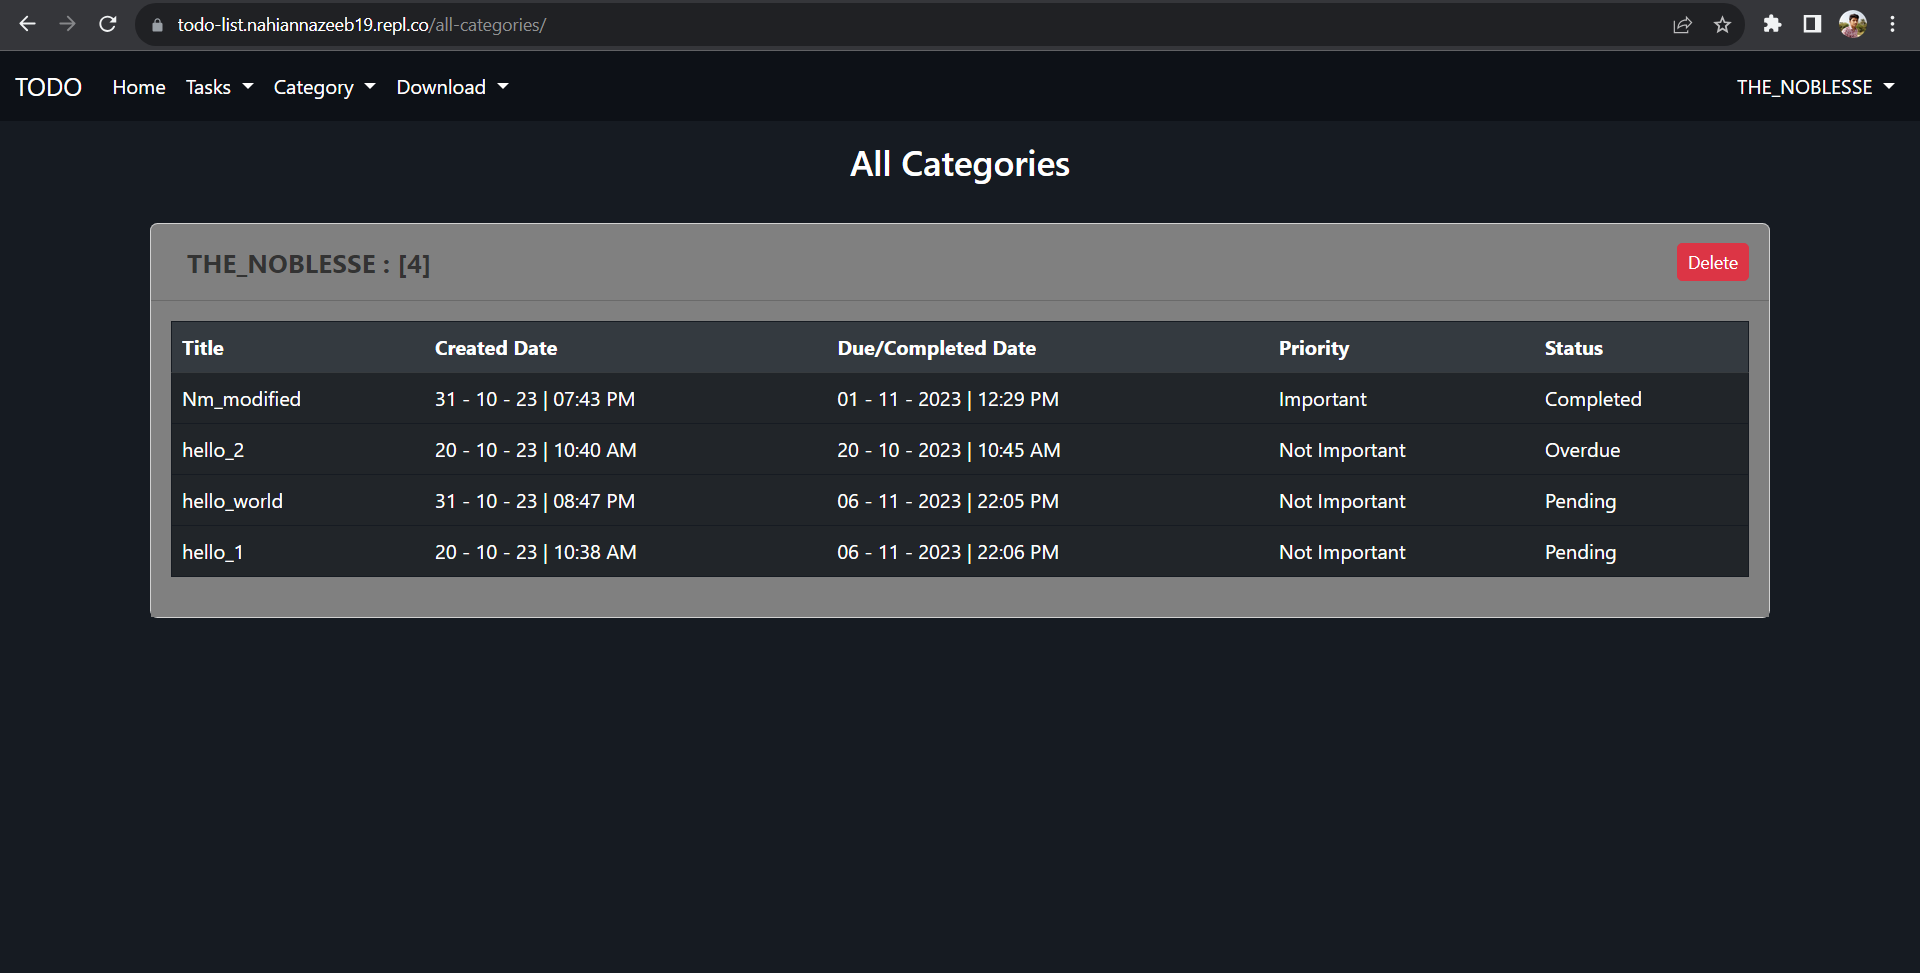 todo-list.nahiannazeeb19.repl.co/all-categories/
TODO Home Tasks Category Download THE_NOBLESSE
All Categories
THE_NOBLESSE : [4] Delete
Title Created Date Due/Completed Date Priority Status
Nm_modified 31 - 10 - 23 | 07:43 PM 01 - 11 - 2023 | 12:29 PM Important Completed
hello_2 20 - 10 - 23 | 10:40 AM 20 - 10 - 2023 | 10:45 AM Not Important Overdue
hello_world 31 - 10 - 23 | 08:47 PM 06 - 11 - 2023 | 22:05 PM Not Important Pending
hello_1 20 - 10 - 23 | 10:38 AM 06 - 11 - 2023 | 22:06 PM Not Important Pending